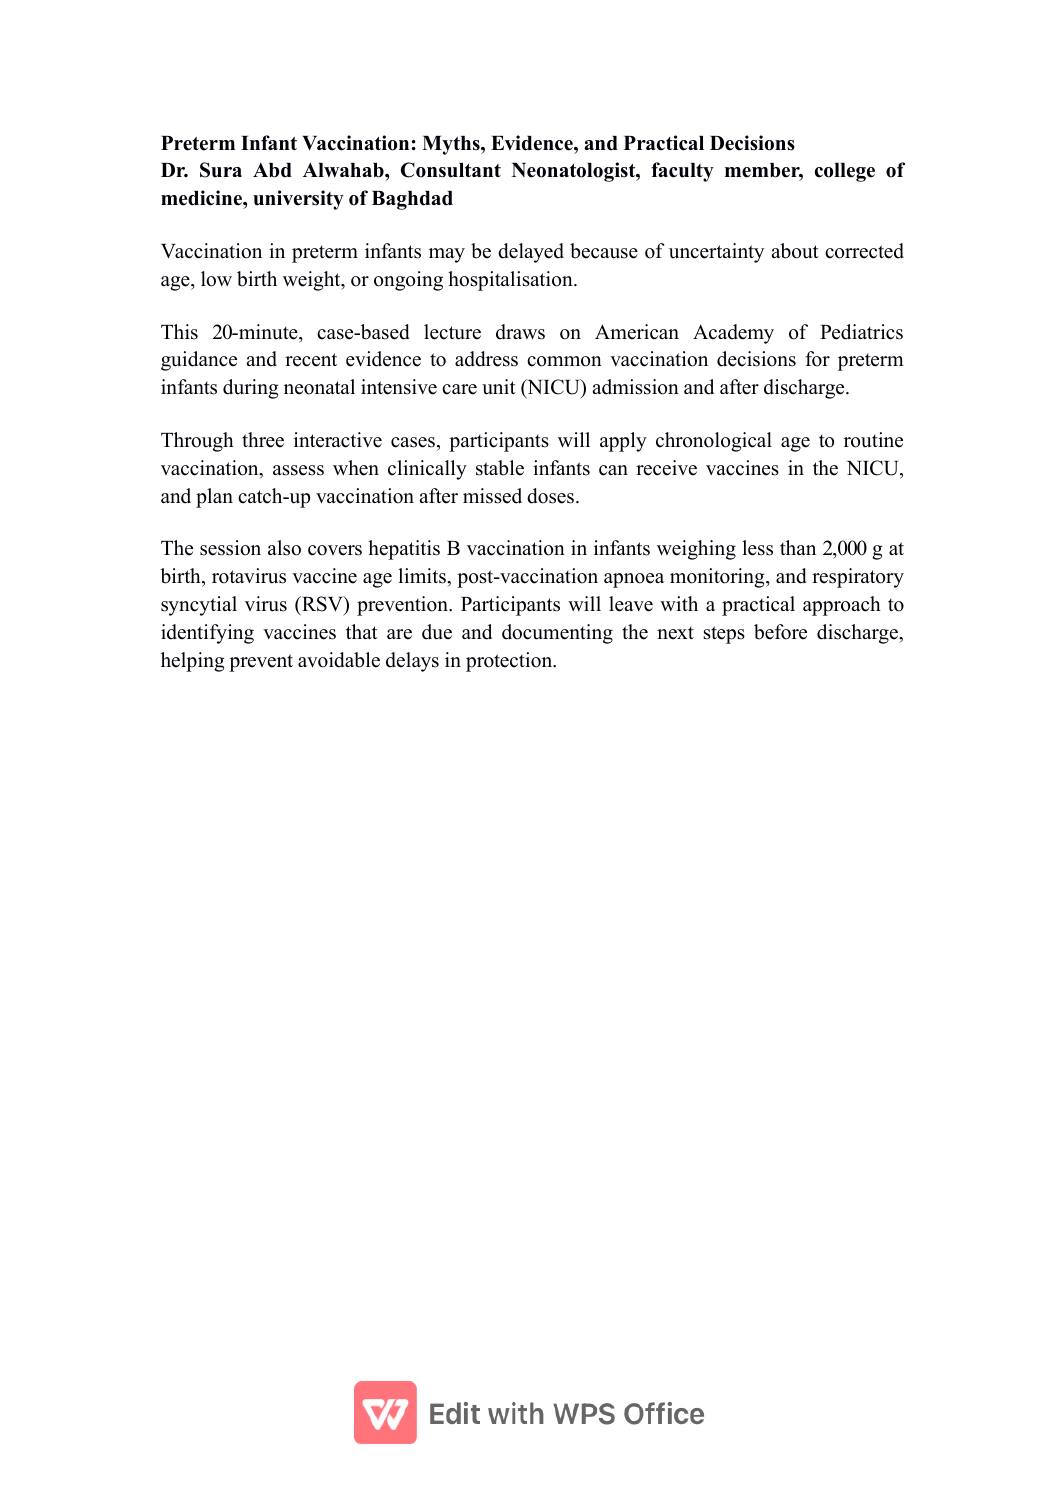 Preterm Infant Vaccination: Myths, Evidence, and Practical Decisions
Dr. Sura Abd Alwahab, Consultant Neonatologist, faculty member, college of
medicine, university of Baghdad
Vaccination in preterm infants may be delayed because of uncertainty about corrected
age, low birth weight, or ongoing hospitalisation.
This 20-minute, case-based lecture draws on American Academy of Pediatrics
guidance and recent evidence to address common vaccination decisions for preterm
infants during neonatal intensive care unit (NICU) admission and after discharge.
Through three interactive cases, participants will apply chronological age to routine
vaccination, assess when clinically stable infants can receive vaccines in the NICU,
and plan catch-up vaccination after missed doses.
The session also covers hepatitis B vaccination in infants weighing less than 2,000 g at
birth, rotavirus vaccine age limits, post-vaccination apnoea monitoring, and respiratory
syncytial virus (RSV) prevention. Participants will leave with a practical approach to
identifying vaccines that are due and documenting the next steps before discharge,
helping prevent avoidable delays in protection.
Edit with WPS Office